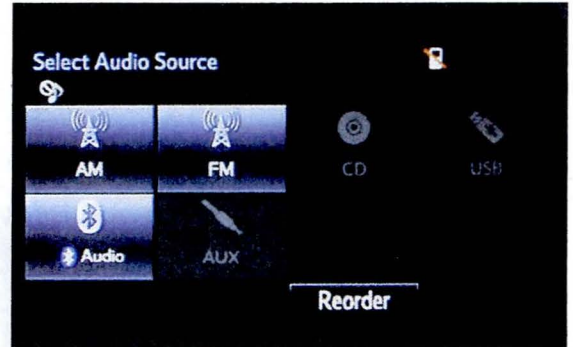 Select Audio Source
AM
FM
CD
USB
Audio
AUX
Reorder